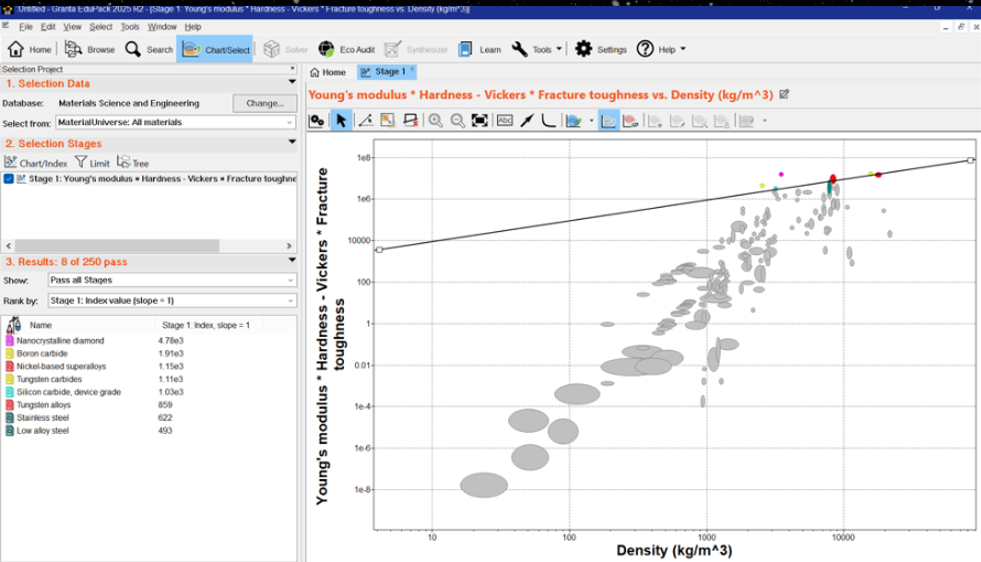 Untitled - Granta EduPack 2025 R2 - [Stage 1: Young's modulus * Hardness - Vickers * Fracture toughness vs. Density (kg/m^3)]
File Edit View Select Tools Window Help
Home Browse Search Chart/Select Solver Eco Audit Synthesizer Learn Tools Settings Help
Selection Project
1. Selection Data
Database: Materials Science and Engineering Change...
Select from: MaterialUniverse: All materials
2. Selection Stages
Chart/Index Limit Tree
Stage 1: Young's modulus * Hardness - Vickers * Fracture toughne
3. Results: 8 of 250 pass
Show: Pass all Stages
Rank by: Stage 1: Index value (slope = 1)
Name Stage 1: Index, slope = 1
Nanocrystalline diamond 4.78e3
Boron carbide 1.91e3
Nickel-based superalloys 1.15e3
Tungsten carbides 1.11e3
Silicon carbide, device grade 1.03e3
Tungsten alloys 859
Stainless steel 622
Low alloy steel 493
Home Stage 1
Young's modulus * Hardness - Vickers * Fracture toughness vs. Density (kg/m^3)
Abc
Young's modulus * Hardness - Vickers * Fracture
toughness
1e8
1e6
10000
100
1
0.01
1e-4
1e-6
1e-8
10 100 1000 10000
Density (kg/m^3)